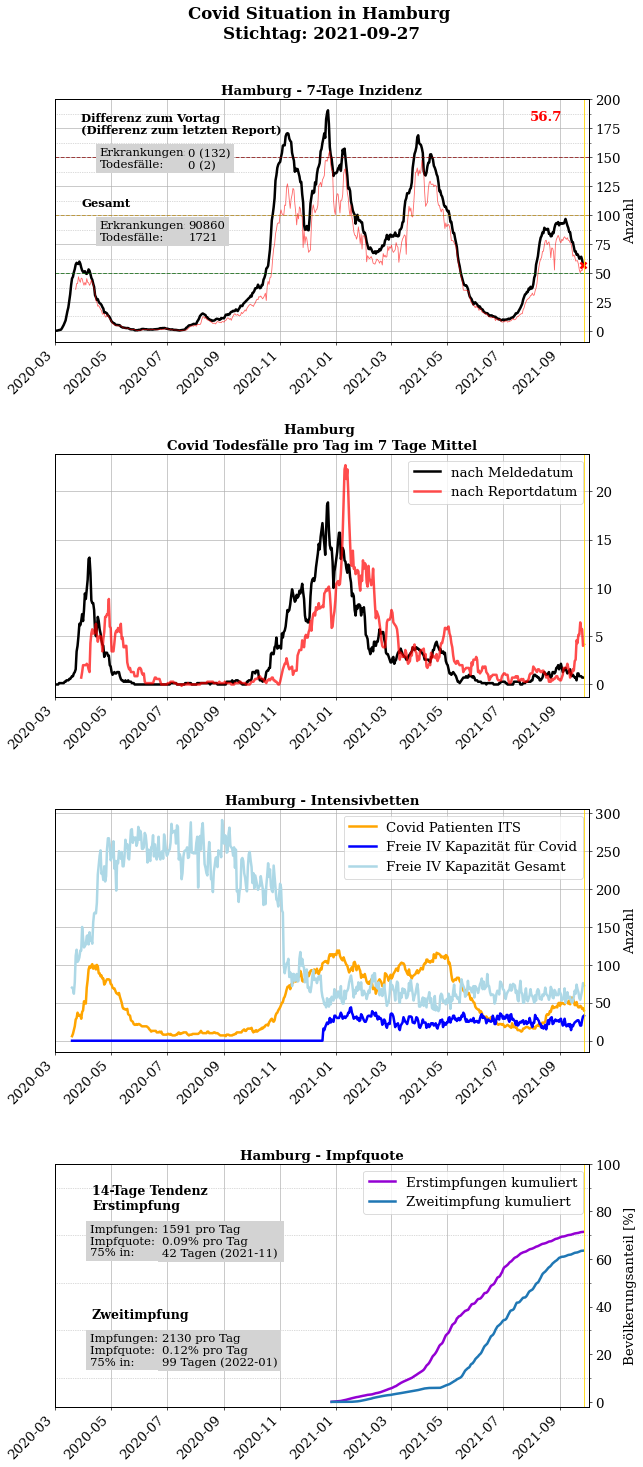 Covid Situation in Hamburg
Stichtag: 2021-09-27
Hamburg - 7-Tage Inzidenz
Differenz zum Vortag
(Differenz zum letzten Report)
Erkrankungen 0 (132)
Todesfälle: 0 (2)
Gesamt
Erkrankungen 90860
Todesfälle: 1721
56.7
200
175
150
125
100
75
50
25
0
Anzahl
2020-03
2020-05
2020-07
2020-09
2020-11
2021-01
2021-03
2021-05
2021-07
2021-09
Hamburg
Covid Todesfälle pro Tag im 7 Tage Mittel
nach Meldedatum
nach Reportdatum
20
15
10
5
0
2020-03
2020-05
2020-07
2020-09
2020-11
2021-01
2021-03
2021-05
2021-07
2021-09
Hamburg - Intensivbetten
Covid Patienten ITS
Freie IV Kapazität für Covid
Freie IV Kapazität Gesamt
300
250
200
150
100
50
0
Anzahl
2020-03
2020-05
2020-07
2020-09
2020-11
2021-01
2021-03
2021-05
2021-07
2021-09
Hamburg - Impfquote
14-Tage Tendenz
Erstimpfung
Impfungen: 1591 pro Tag
Impfquote: 0.09% pro Tag
75% in: 42 Tagen (2021-11)
Zweitimpfung
Impfungen: 2130 pro Tag
Impfquote: 0.12% pro Tag
75% in: 99 Tagen (2022-01)
Erstimpfungen kumuliert
Zweitimpfung kumuliert
100
80
60
40
20
0
Bevölkerungsanteil [%]
2020-03
2020-05
2020-07
2020-09
2020-11
2021-01
2021-03
2021-05
2021-07
2021-09